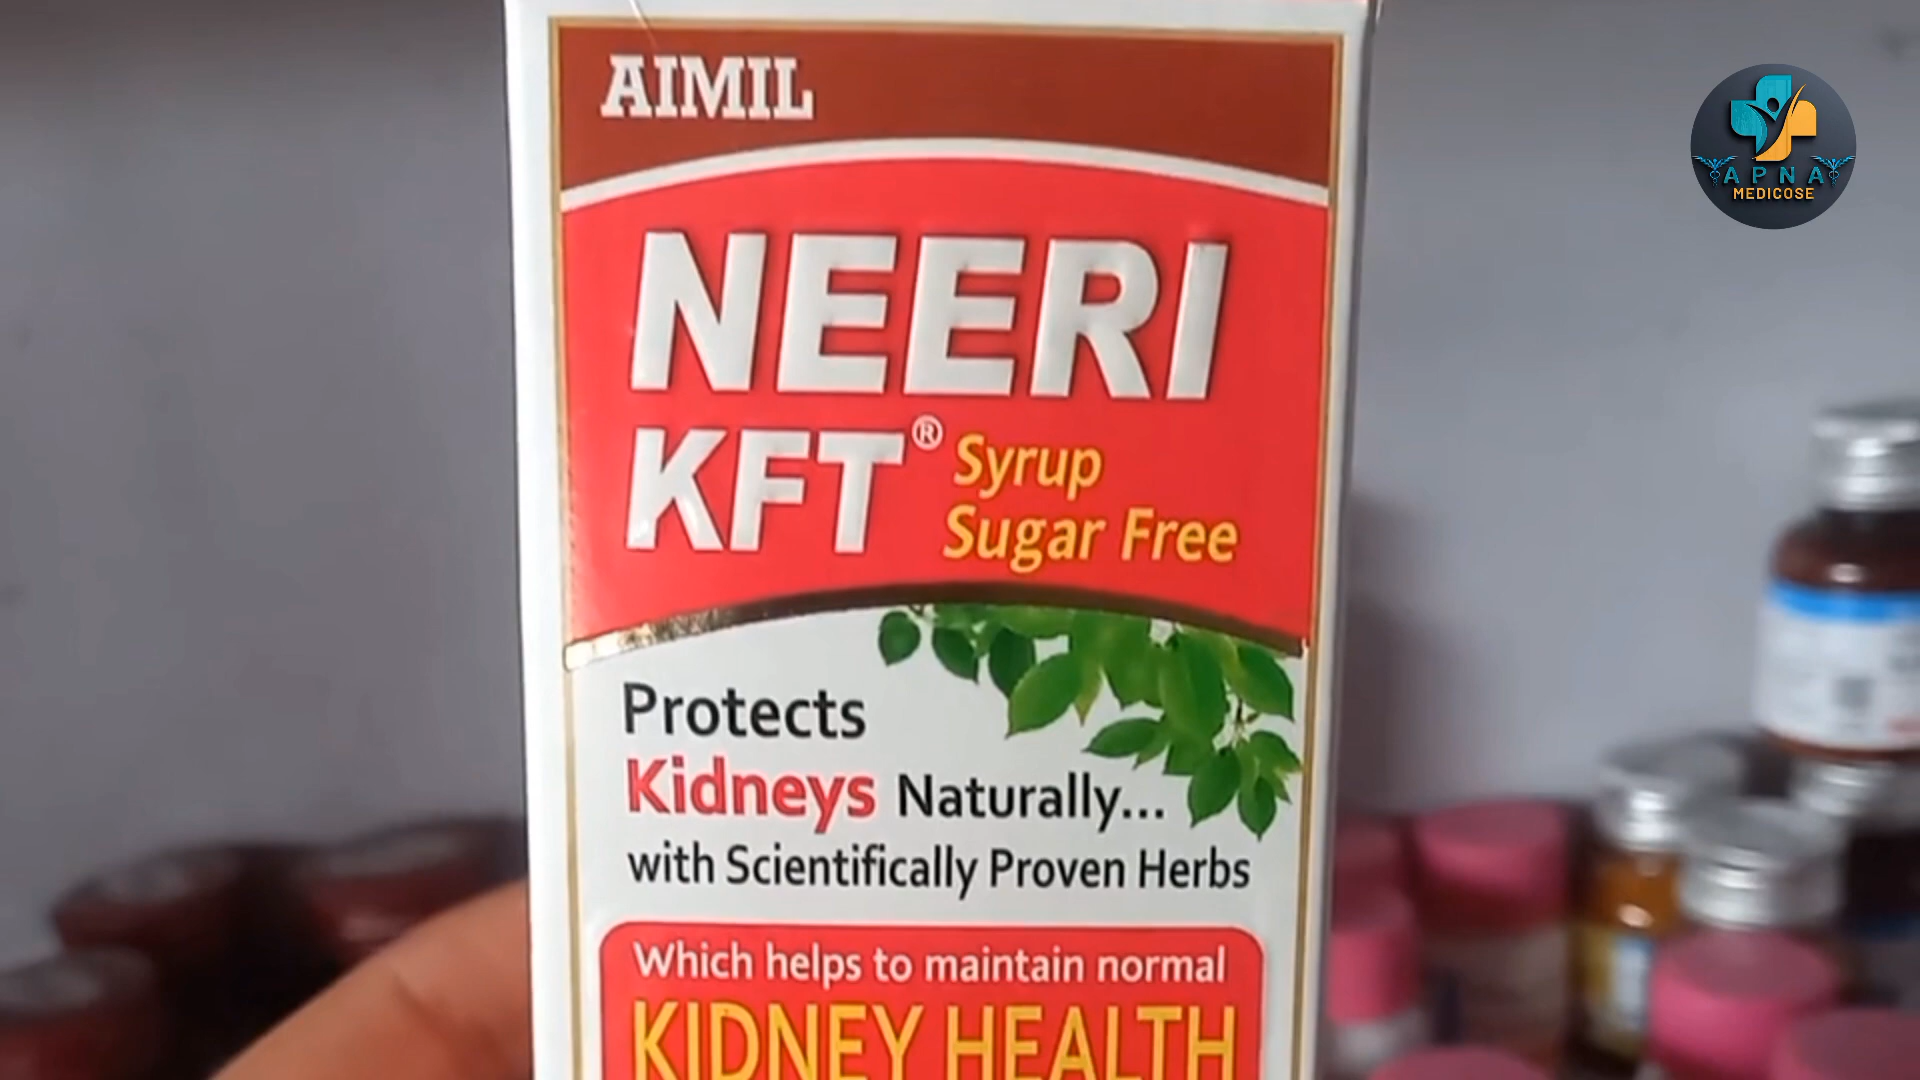 AIMIL
NEERI
KFT® Syrup
Sugar Free
Protects
Kidneys Naturally...
with Scientifically Proven Herbs
Which helps to maintain normal
KIDNEY HEALTH
APNA
MEDICOSE